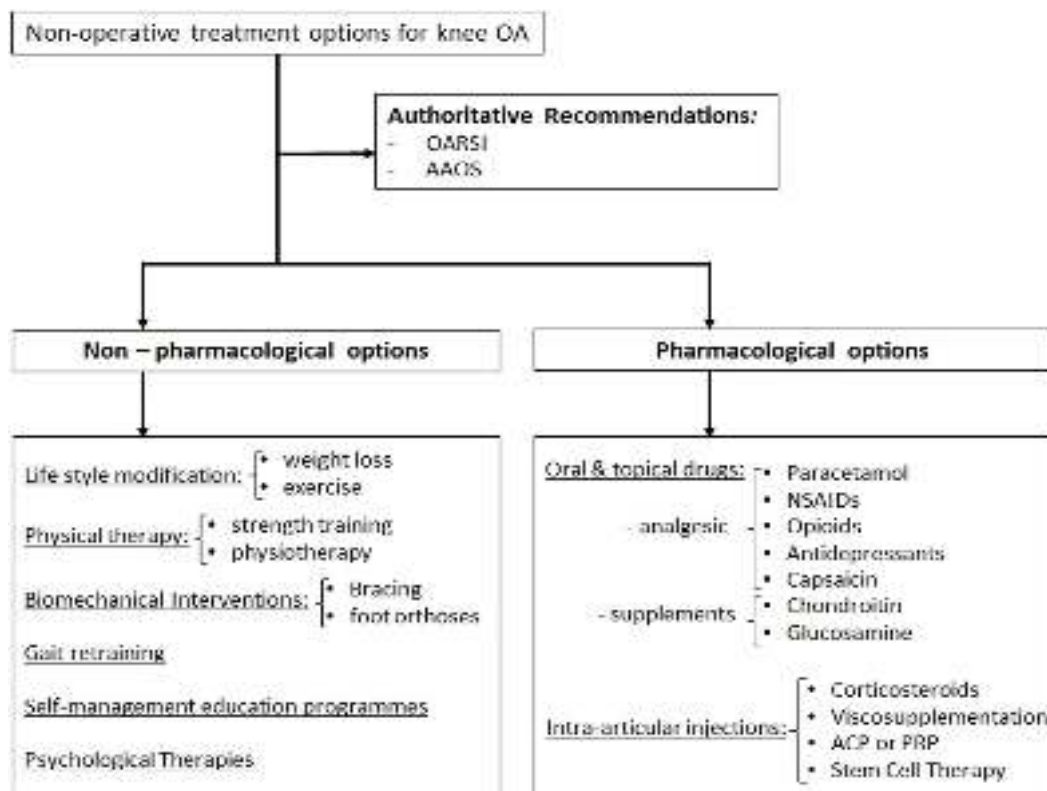 Non-operative treatment options for knee OA
Authoritative Recommendations:
- OARSI
- AAOS
Non – pharmacological options
Pharmacological options
Life style modification:
• weight loss
• exercise
Physical therapy:
• strength training
• physiotherapy
Biomechanical Interventions:
• Bracing
• foot orthoses
Gait retraining
Self-management education programmes
Psychological Therapies
Oral & topical drugs:
- analgesic
• Paracetamol
• NSAIDs
• Opioids
• Antidepressants
• Capsaicin
- supplements
• Chondroitin
• Glucosamine
Intra-articular injections:
• Corticosteroids
• Viscosupplementation
• ACP or PRP
• Stem Cell Therapy